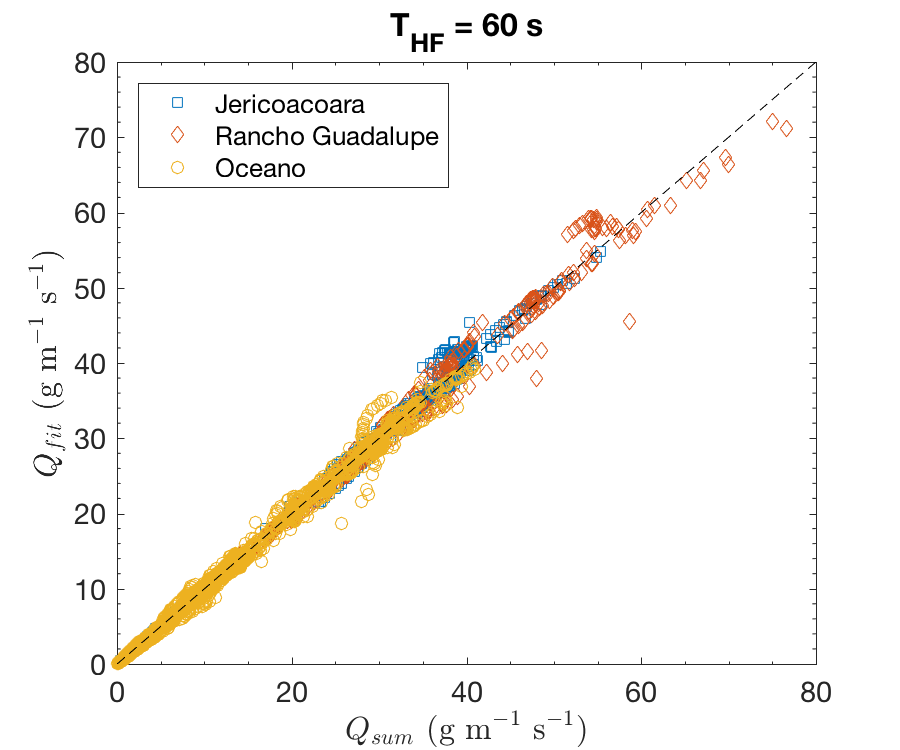 T_HF = 60 s
80
70
60
50
40
30
20
10
0
Jericoacoara
Rancho Guadalupe
Oceano
Q_fit (g m⁻¹ s⁻¹)
0 20 40 60 80
Q_sum (g m⁻¹ s⁻¹)